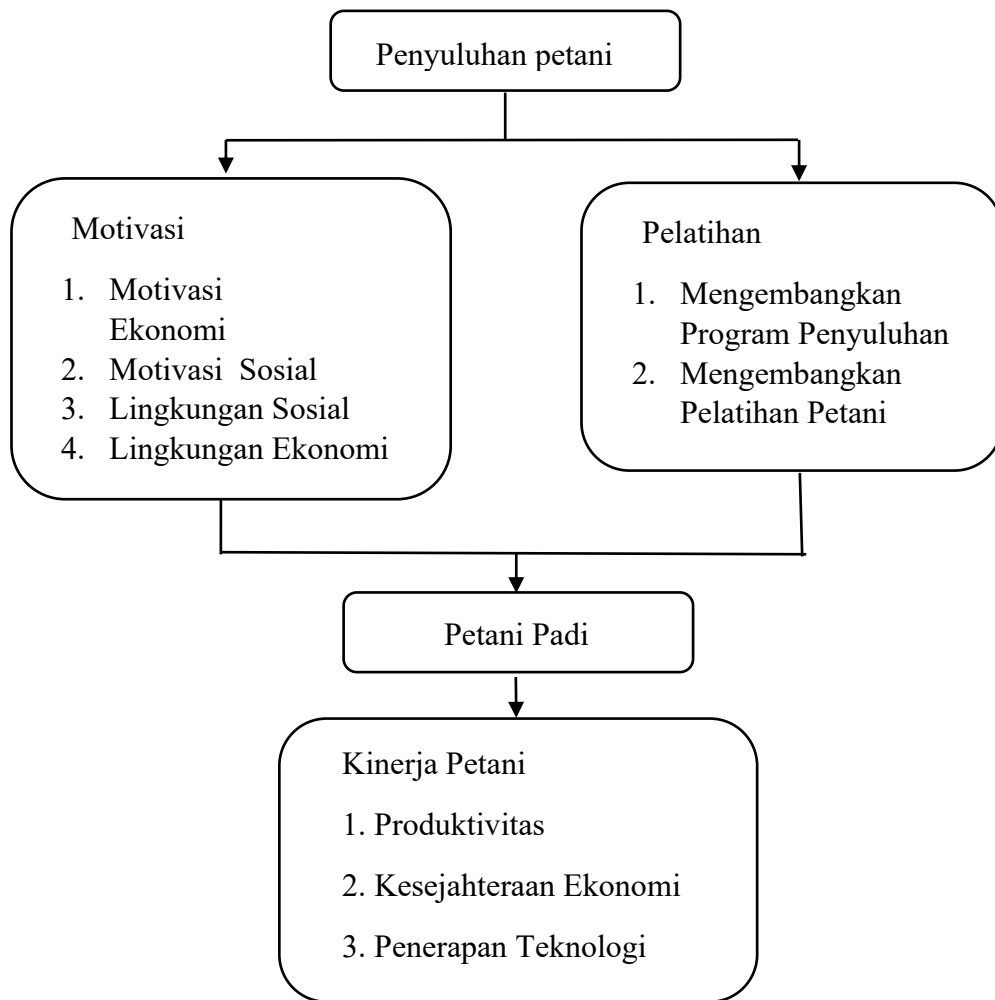 Penyuluhan petani
Motivasi
1. Motivasi
Ekonomi
2. Motivasi Sosial
3. Lingkungan Sosial
4. Lingkungan Ekonomi
Pelatihan
1. Mengembangkan
Program Penyuluhan
2. Mengembangkan
Pelatihan Petani
Petani Padi
Kinerja Petani
1. Produktivitas
2. Kesejahteraan Ekonomi
3. Penerapan Teknologi